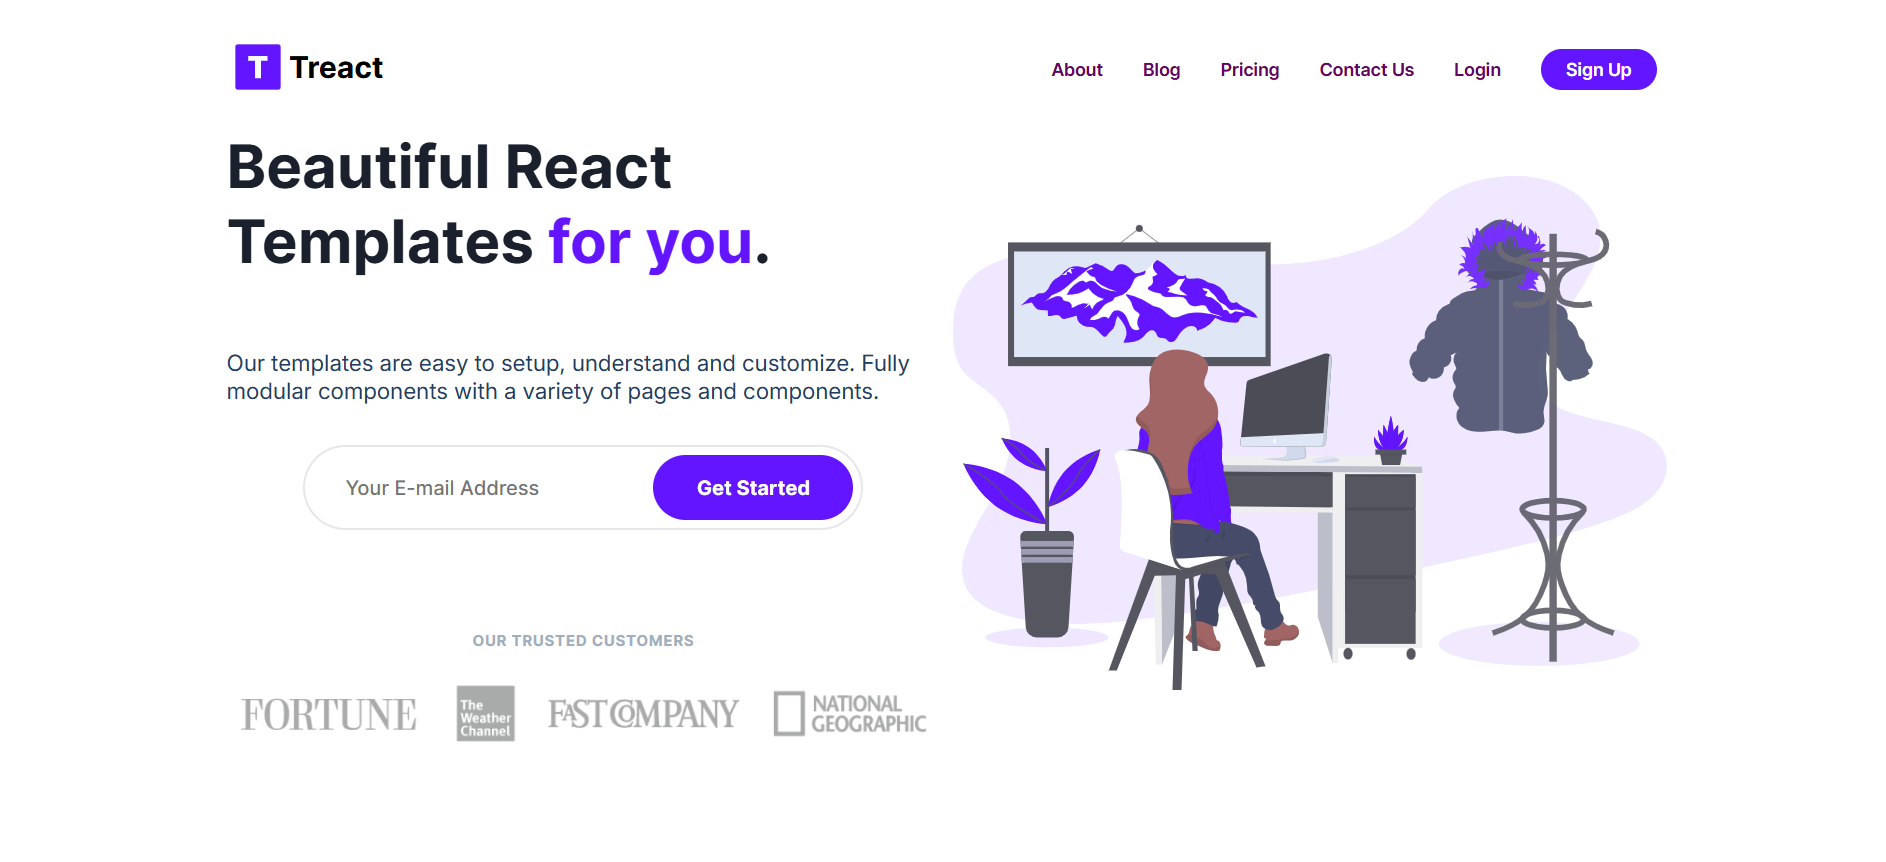 T Treact
About Blog Pricing Contact Us Login Sign Up
Beautiful React
Templates for you.
Our templates are easy to setup, understand and customize. Fully
modular components with a variety of pages and components.
Your E-mail Address Get Started
OUR TRUSTED CUSTOMERS
FORTUNE
The
Weather
Channel
FAST COMPANY
NATIONAL
GEOGRAPHIC